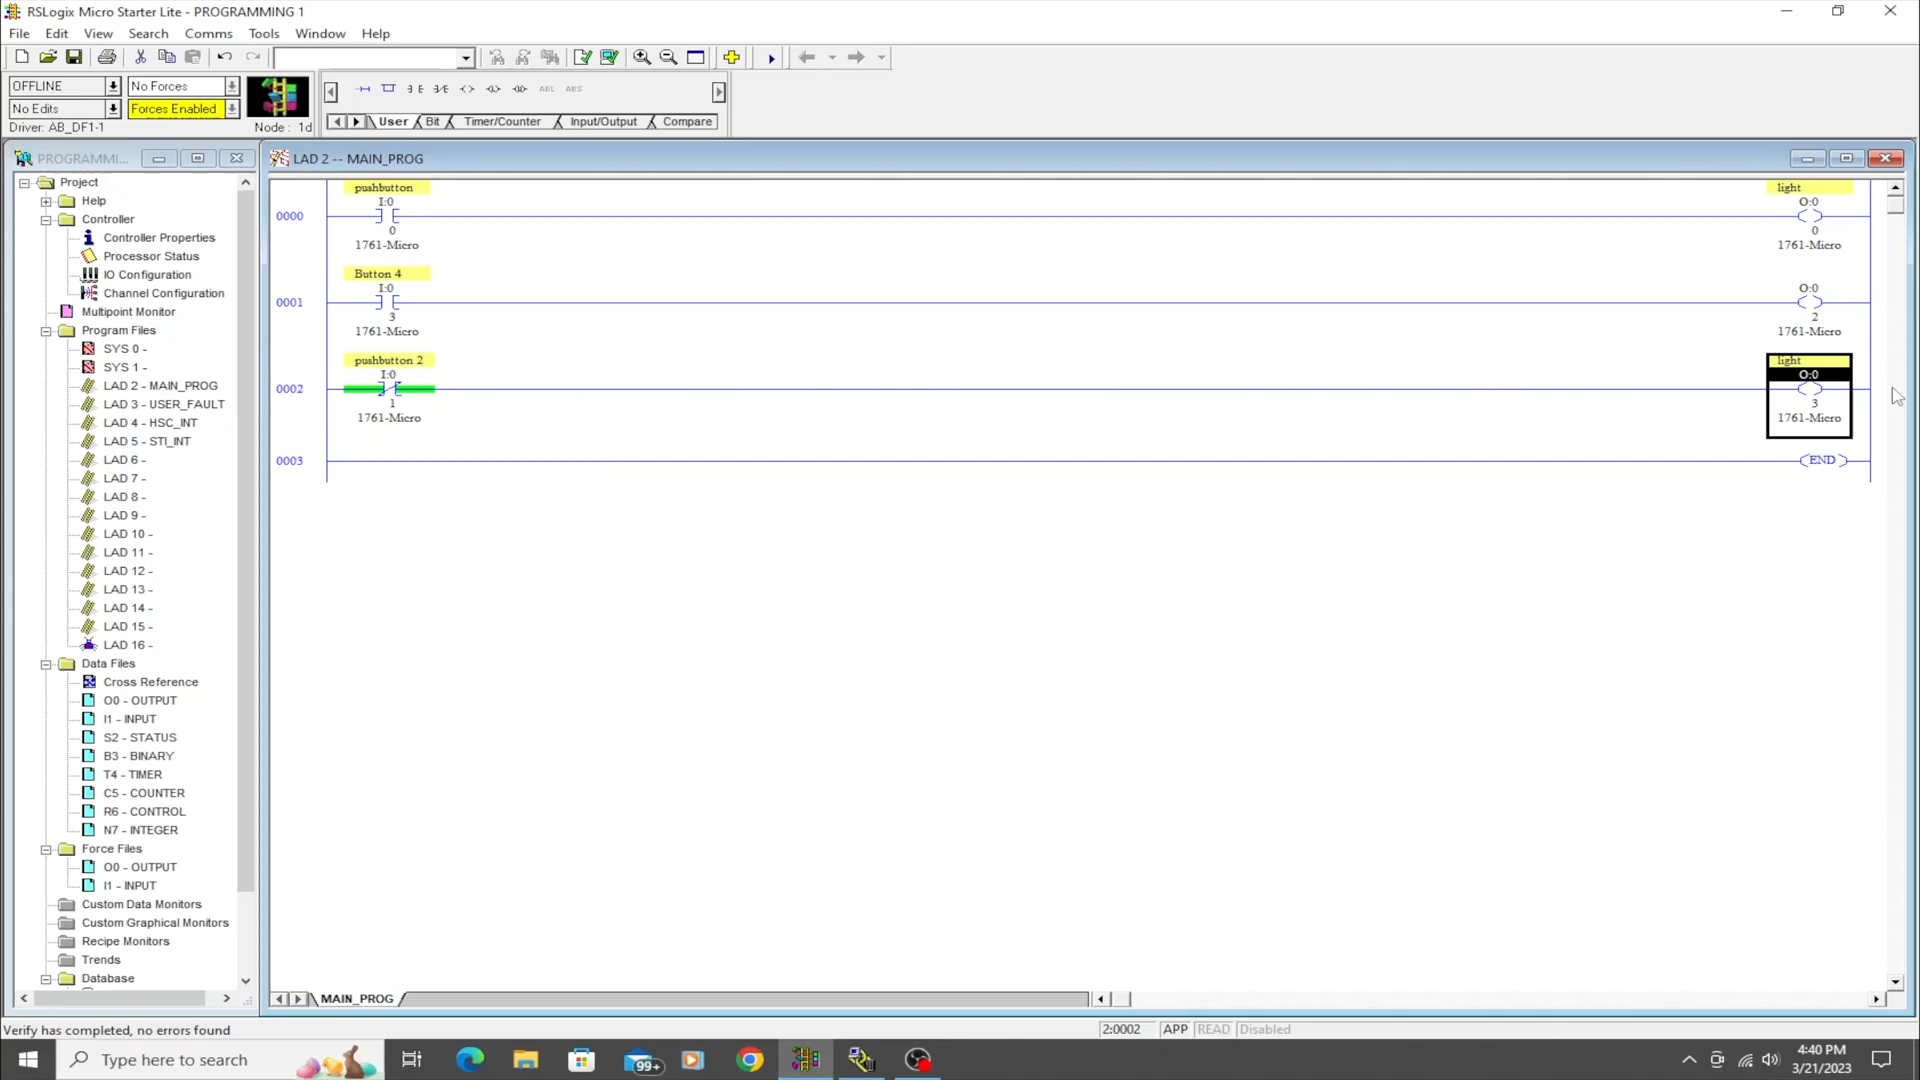 RSLogix Micro Starter Lite - PROGRAMMING 1
File Edit View Search Comms Tools Window Help
OFFLINE No Forces
No Edits Forces Enabled
Driver: AB_DF1-1 Node : 1d
ABL ABS
User Bit Timer/Counter Input/Output Compare
PROGRAMMI...
Project
Help
Controller
Controller Properties
Processor Status
IO Configuration
Channel Configuration
Multipoint Monitor
Program Files
SYS 0 -
SYS 1 -
LAD 2 - MAIN_PROG
LAD 3 - USER_FAULT
LAD 4 - HSC_INT
LAD 5 - STI_INT
LAD 6 -
LAD 7 -
LAD 8 -
LAD 9 -
LAD 10 -
LAD 11 -
LAD 12 -
LAD 13 -
LAD 14 -
LAD 15 -
LAD 16 -
Data Files
Cross Reference
O0 - OUTPUT
I1 - INPUT
S2 - STATUS
B3 - BINARY
T4 - TIMER
C5 - COUNTER
R6 - CONTROL
N7 - INTEGER
Force Files
O0 - OUTPUT
I1 - INPUT
Custom Data Monitors
Custom Graphical Monitors
Recipe Monitors
Trends
Database
LAD 2 -- MAIN_PROG
pushbutton light
I:0 O:0
0000
0 0
1761-Micro 1761-Micro
Button 4
I:0 O:0
0001
3 2
1761-Micro 1761-Micro
pushbutton 2 light
I:0 O:0
0002
1 3
1761-Micro 1761-Micro
0003 END
MAIN_PROG
Verify has completed, no errors found 2:0002 APP READ Disabled
Type here to search 99+ 4:40 PM
3/21/2023